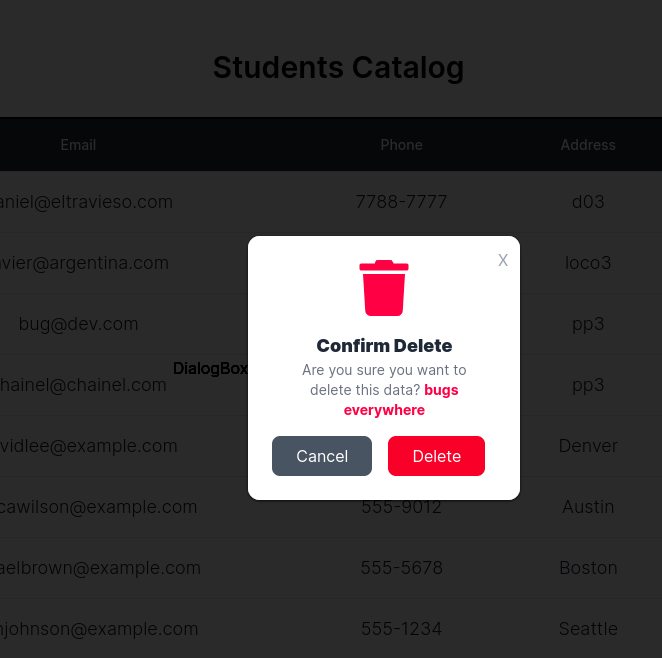 Students Catalog
Email Phone Address
aniel@eltravieso.com 7788-7777 d03
vier@argentina.com loco3
X
bug@dev.com pp3
Confirm Delete
DialogBox
Are you sure you want to
hainel@chainel.com pp3
delete this data? bugs
everywhere
vidlee@example.com Denver
Cancel Delete
cawilson@example.com 555-9012 Austin
aelbrown@example.com 555-5678 Boston
johnson@example.com 555-1234 Seattle